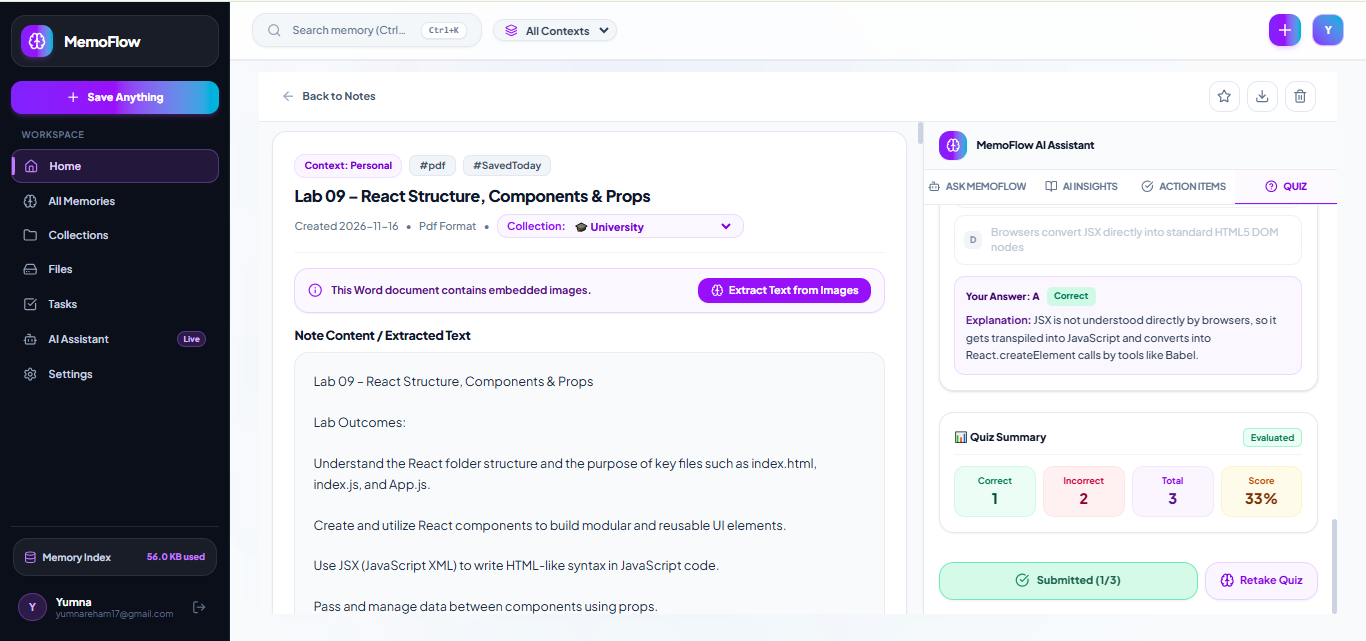 MemoFlow
+ Save Anything
WORKSPACE
Home
All Memories
Collections
Files
Tasks
AI Assistant Live
Settings
Memory Index 56.0 KB used
Y
Yumna
yumnareham17@gmail.com
Search memory (Ctrl... Ctrl+K
All Contexts
+
Y
Back to Notes
Context: Personal #pdf #SavedToday
Lab 09 – React Structure, Components & Props
Created 2026-11-16 • Pdf Format • Collection: 🎓 University
This Word document contains embedded images. Extract Text from Images
Note Content / Extracted Text
Lab 09 – React Structure, Components & Props
Lab Outcomes:
Understand the React folder structure and the purpose of key files such as index.html,
index.js, and App.js.
Create and utilize React components to build modular and reusable UI elements.
Use JSX (JavaScript XML) to write HTML-like syntax in JavaScript code.
Pass and manage data between components using props.
MemoFlow AI Assistant
ASK MEMOFLOW AI INSIGHTS ACTION ITEMS QUIZ
D Browsers convert JSX directly into standard HTML5 DOM
nodes
Your Answer: A Correct
Explanation: JSX is not understood directly by browsers, so it
gets transpiled into JavaScript and converts into
React.createElement calls by tools like Babel.
📊 Quiz Summary Evaluated
Correct Incorrect Total Score
1 2 3 33%
Submitted (1/3) Retake Quiz